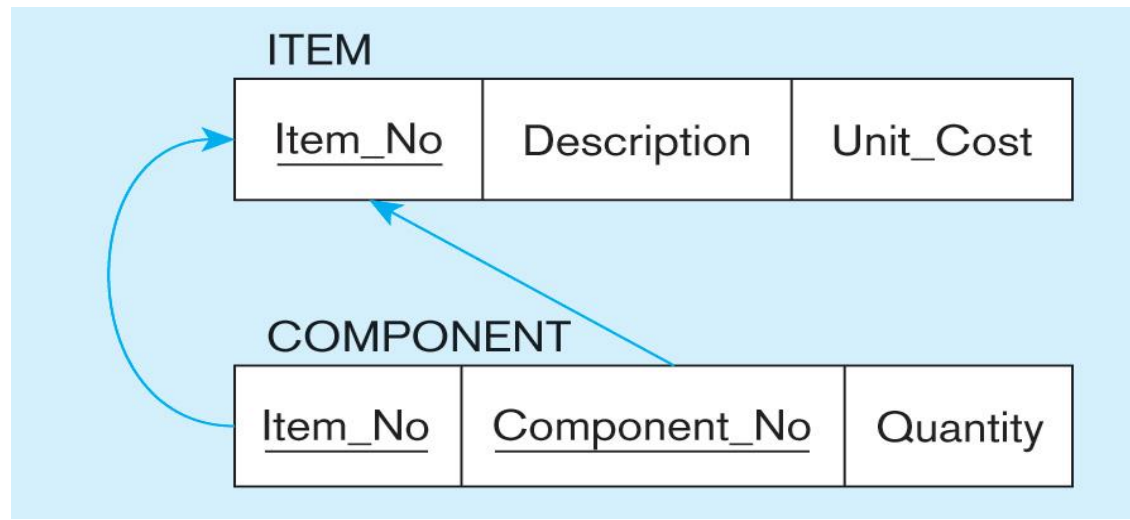 ITEM
Item_No Description Unit_Cost
COMPONENT
Item_No Component_No Quantity